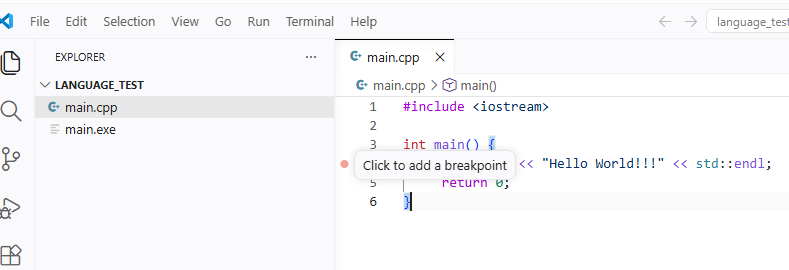 File Edit Selection View Go Run Terminal Help language_test
EXPLORER ...
LANGUAGE_TEST
main.cpp
main.exe
main.cpp
main.cpp > main()
1 #include <iostream>
2
3 int main() {
Click to add a breakpoint << "Hello World!!!" << std::endl;
5 return 0;
6 }